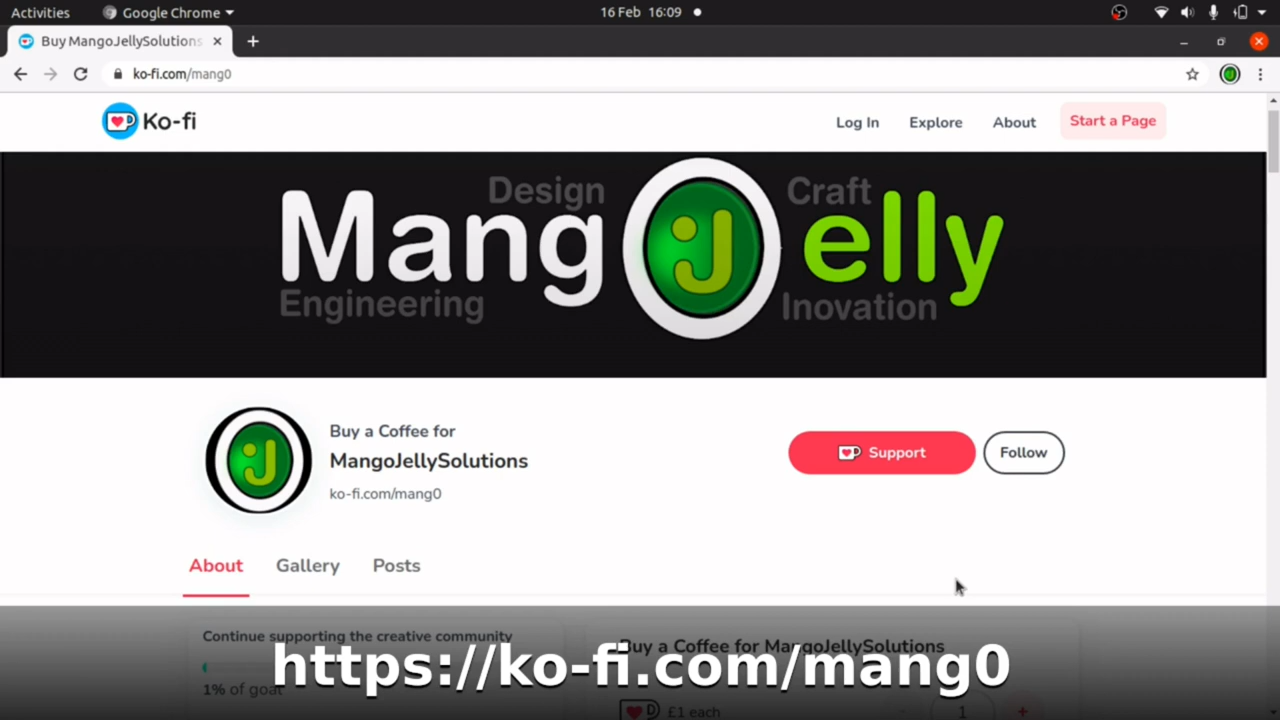 Activities
Google Chrome
16 Feb 16:09
Buy MangoJellySolutions
ko-fi.com/mang0
Ko-fi
Log In
Explore
About
Start a Page
Design
Craft
Mang
J
elly
Engineering
Inovation
J
Buy a Coffee for
MangoJellySolutions
ko-fi.com/mang0
Support
Follow
About
Gallery
Posts
Continue supporting the creative community
Buy a Coffee for MangoJellySolutions
https://ko-fi.com/mang0
1% of goal
£1 each
1
+